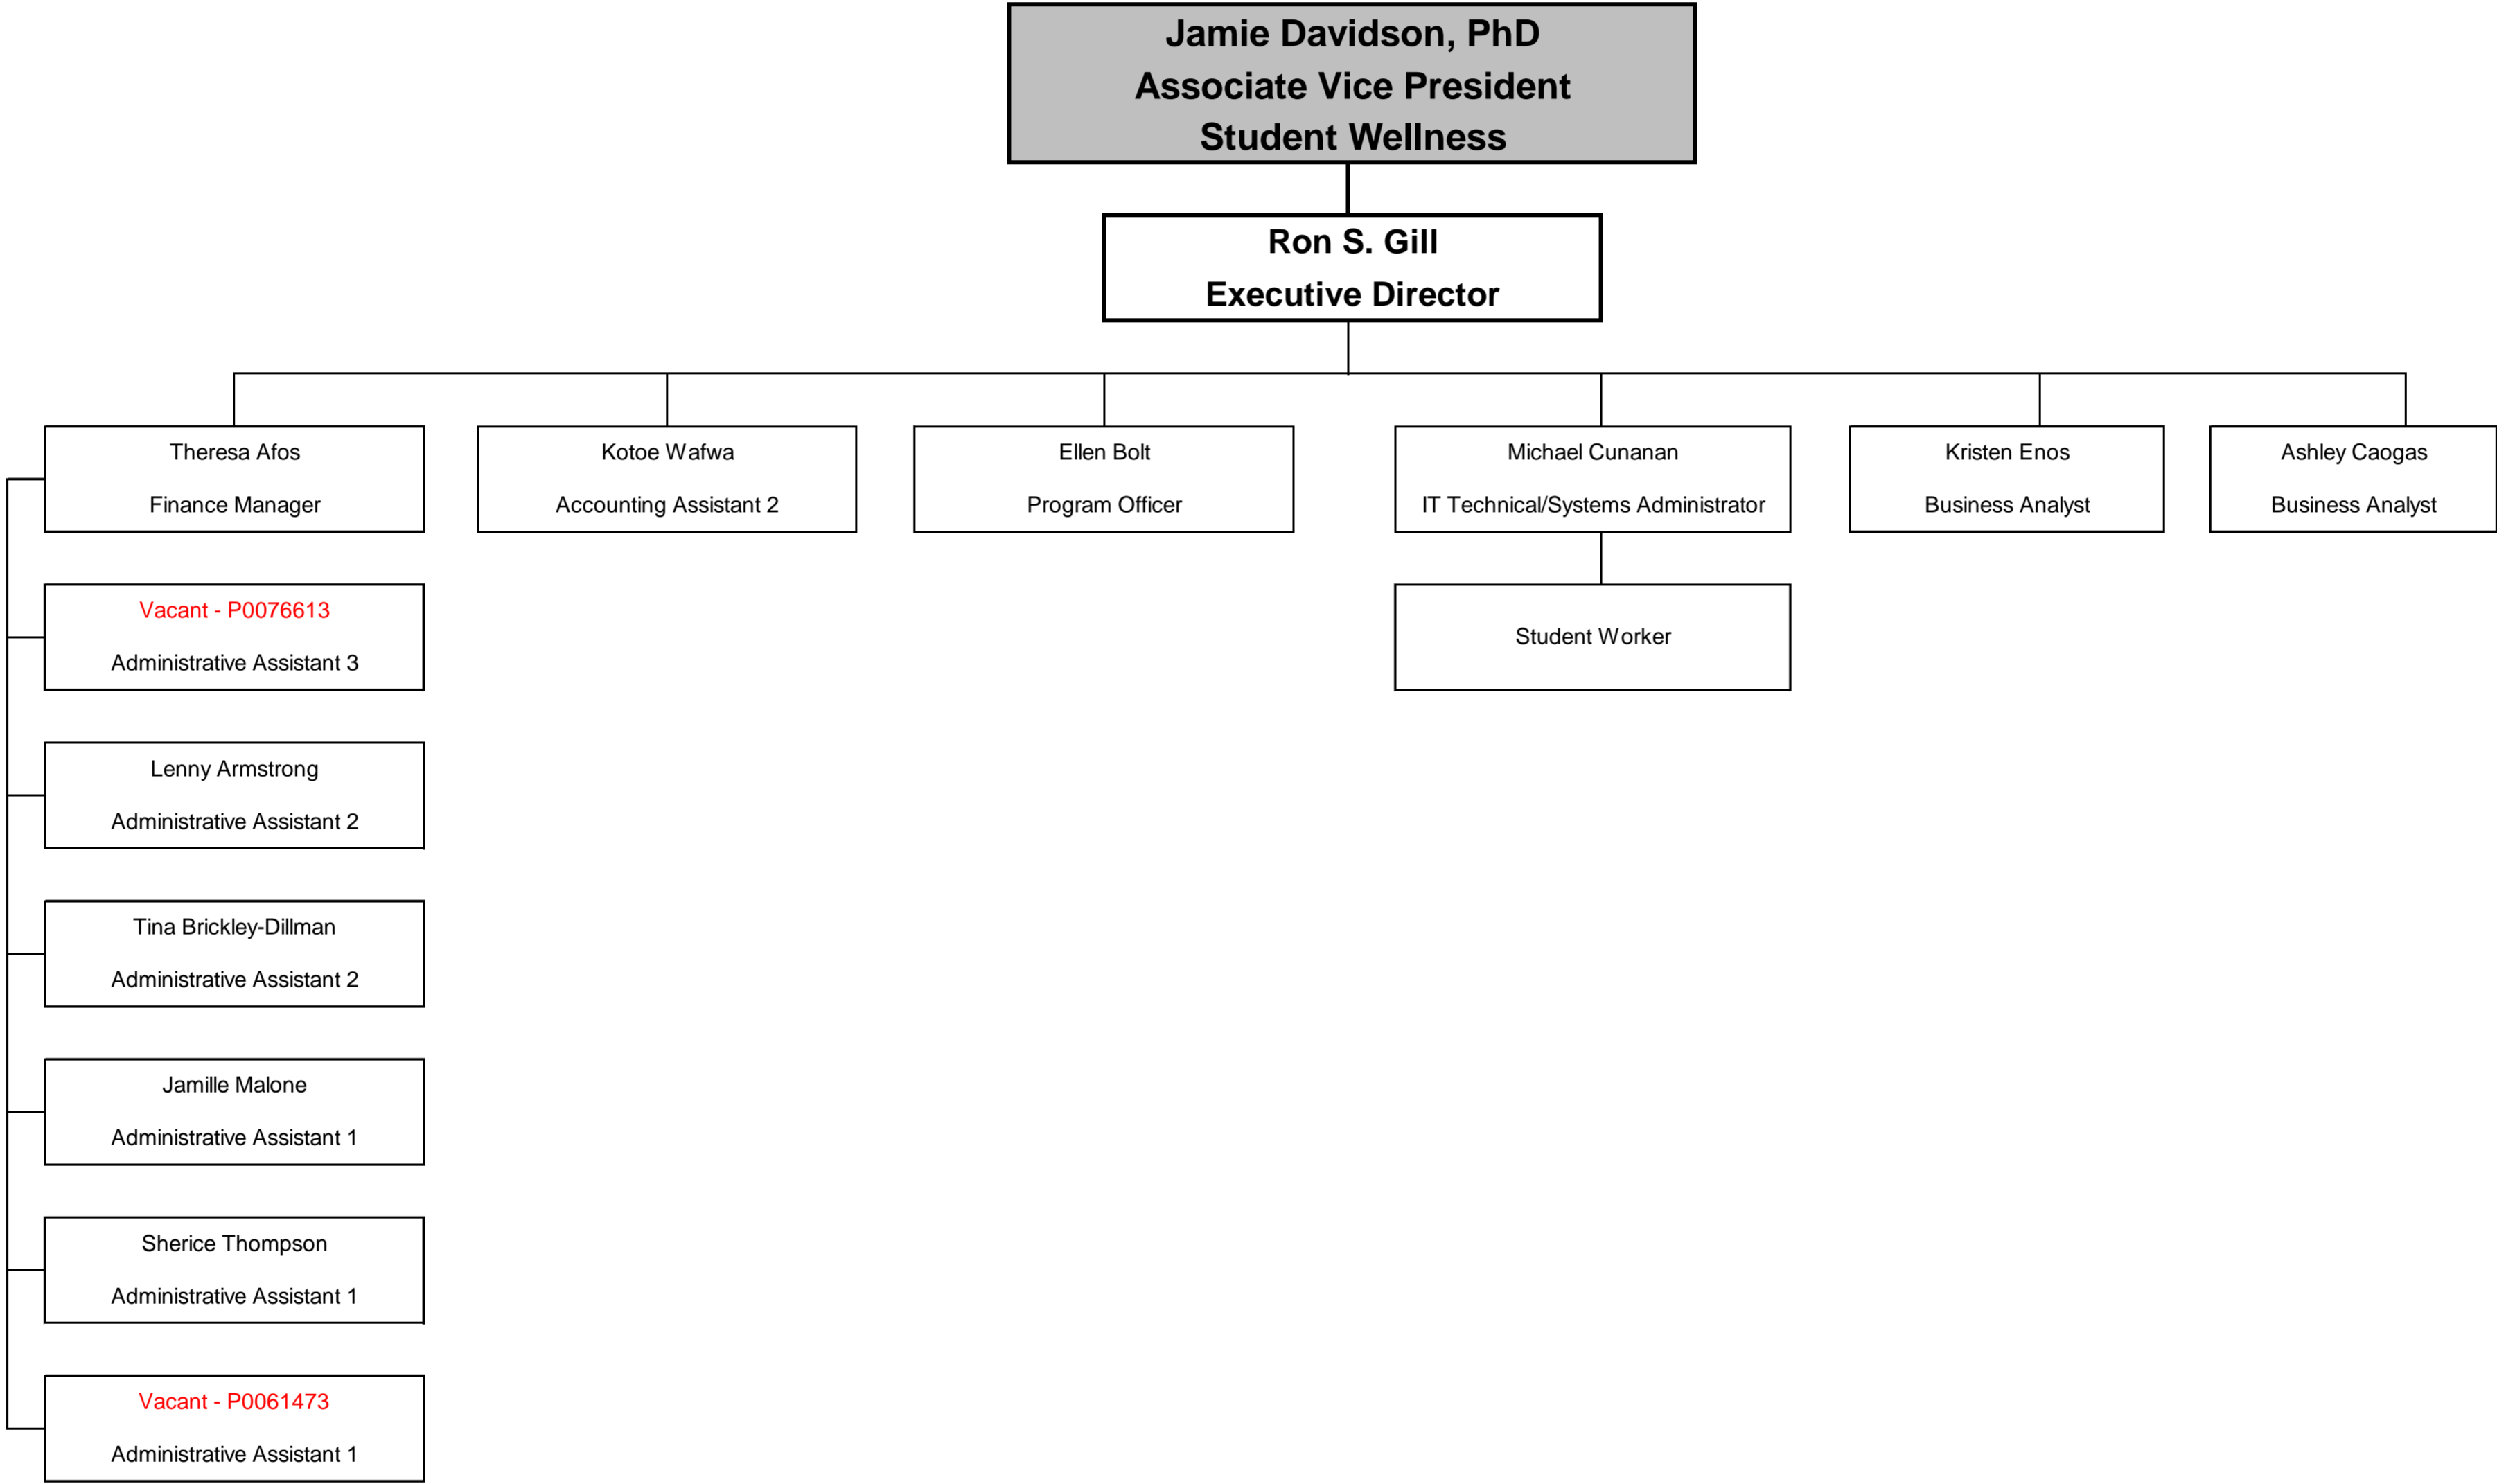 Jamie Davidson, PhD
Associate Vice President
Student Wellness
Ron S. Gill
Executive Director
Theresa Afos
Finance Manager
Kotoe Wafwa
Accounting Assistant 2
Ellen Bolt
Program Officer
Michael Cunanan
IT Technical/Systems Administrator
Kristen Enos
Business Analyst
Ashley Caogas
Business Analyst
Vacant - P0076613
Administrative Assistant 3
Student Worker
Lenny Armstrong
Administrative Assistant 2
Tina Brickley-Dillman
Administrative Assistant 2
Jamille Malone
Administrative Assistant 1
Sherice Thompson
Administrative Assistant 1
Vacant - P0061473
Administrative Assistant 1